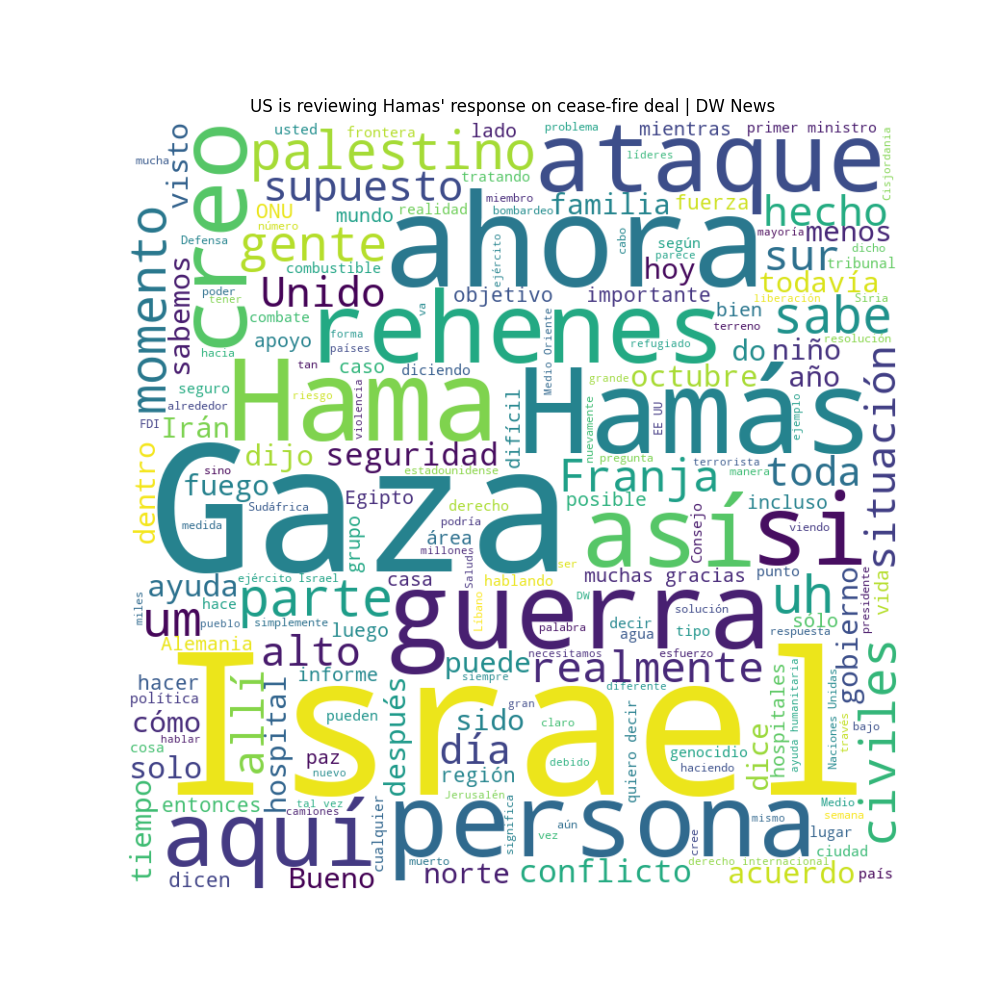 US is reviewing Hamas' response on cease-fire deal | DW News
mucha
visto
creo
usted
frontera
lado
problema
mientras
primer ministro
palestino
líderes
ataque
Cisjordania
tratando
supuesto
miembro
familia
fuerza
hecho
ONU
mundo
realidad
bombardeo
número
momento
Defensa
gente
ahora
cabo
según
parece
mayoría
menos
dicho
sabemos
combustible
ejército
hoy
sur
tribunal
poder
tener
Unido
objetivo
importante
todavía
liberación
Siria
combate
rehenes
va
bien
terreno
sabe
hacia
apoyo
forma
países
Medio Oriente
refugiado
do
niño
resolución
tan
caso
diciendo
Hama
Hamás
grande
octubre
año
situación
seguro
riesgo
violencia
alrededor
FDI
Irán
difícil
nuevamente
EE UU
ejemplo
dentro
dijo
seguridad
pregunta
terrorista
sino
estadounidense
Franja
manera
toda
fuego
Gaza
Egipto
posible
incluso
Sudáfrica
derecho
medida
grupo
podría
área
millones
así
Consejo
si
viendo
Salud
ser
ejército Israel
casa
hablando
muchas gracias
punto
ayuda
hace
parte
guerra
DW
uh
gobierno
presidente
vida
miles
pueblo
simplemente
um
luego
Líbano
palabra
decir
agua
solución
tipo
sólo
respuesta
Alemania
alto
puede
necesitamos
esfuerzo
realmente
hacer
informe
siempre
diferente
política
allí
hospital
Israel
después
gran
quiero decir
hospitales
ayuda humanitaria
Naciones Unidas
través
bajo
civiles
cómo
hablar
pueden
sido
claro
cosa
paz
día
genocidio
dice
solo
nuevo
región
debido
haciendo
tiempo
entonces
tal vez
camiones
Jerusalén
persona
Medio
semana
aquí
cualquier
significa
aún
vez
mismo
lugar
cree
ciudad
muerto
derecho internacional
dicen
Bueno
norte
conflicto
acuerdo
país